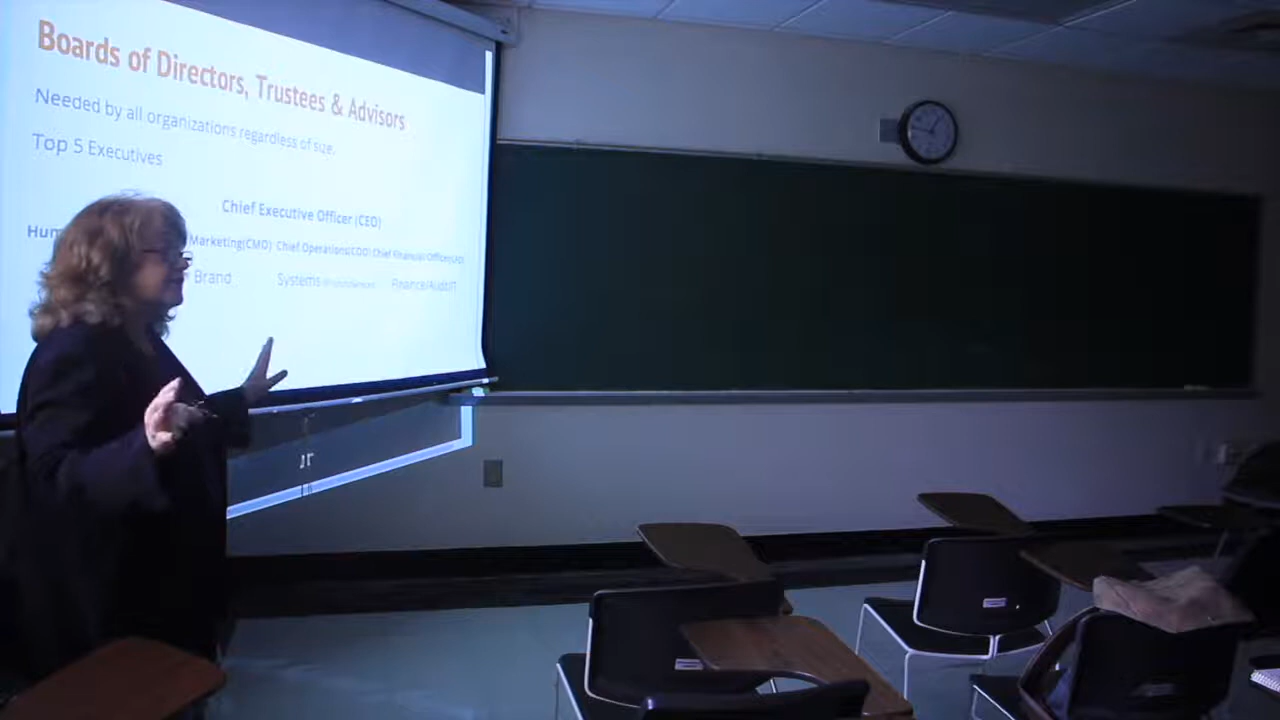 Boards of Directors, Trustees & Advisors
Needed by all organizations regardless of size.
Top 5 Executives
Chief Executive Officer (CEO)
Marketing(CMO) Chief Operations(COO) Chief Financial Officer(CFO)
Brand Systems Finance/Audit/IT